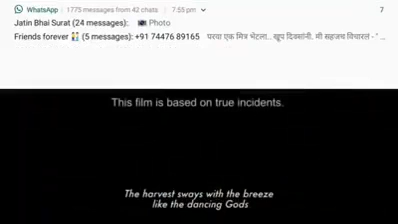 WhatsApp | 1775 messages from 42 chats | 7:55 pm 7
Jatin Bhai Surat (24 messages): Photo
Friends forever (5 messages): +91 74476 89165 परवा एक मित्र भेटला.. खूप दिवसांनी. मी सहजच विचारलं - " ...
This film is based on true incidents.
The harvest sways with the breeze
like the dancing Gods